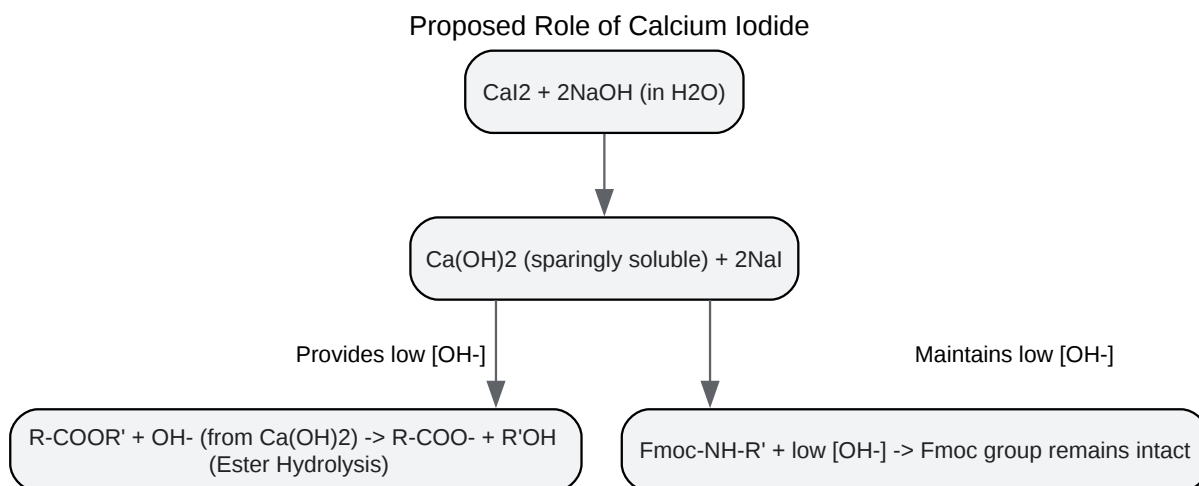 Proposed Role of Calcium Iodide
CaI2 + 2NaOH (in H2O)
Ca(OH)2 (sparingly soluble) + 2NaI
Provides low [OH-]
Maintains low [OH-]
R-COOR' + OH- (from Ca(OH)2) -> R-COO- + R'OH
(Ester Hydrolysis)
Fmoc-NH-R' + low [OH-] -> Fmoc group remains intact